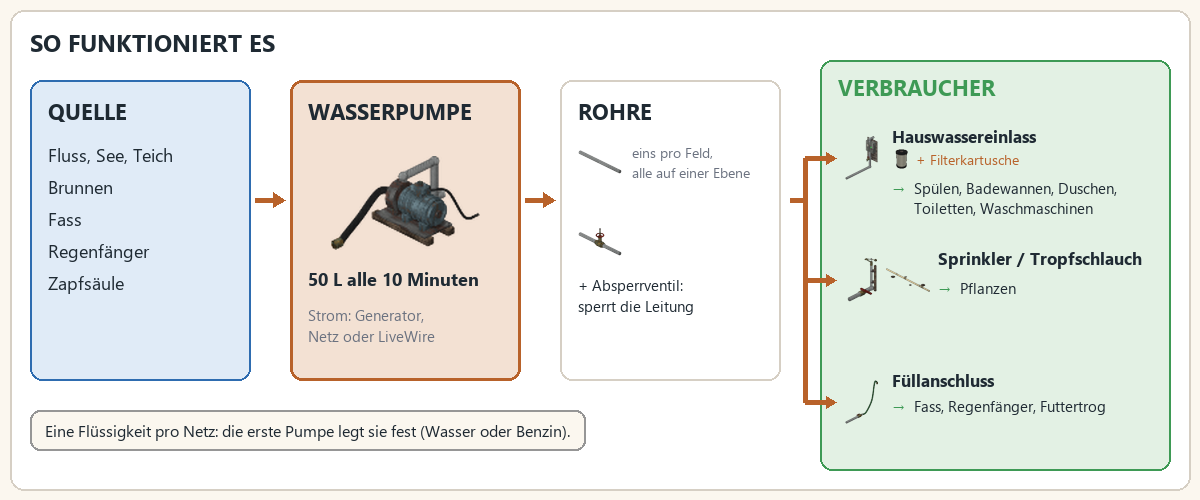 SO FUNKTIONIERT ES
QUELLE
Fluss, See, Teich
Brunnen
Fass
Regenfänger
Zapfsäule
WASSERPUMPE
50 L alle 10 Minuten
Strom: Generator,
Netz oder LiveWire
ROHRE
eins pro Feld,
alle auf einer Ebene
+ Absperrventil:
sperrt die Leitung
VERBRAUCHER
Hauswassereinlass
+ Filterkartusche
→ Spülen, Badewannen, Duschen,
Toiletten, Waschmaschinen
Sprinkler / Tropfschlauch
→ Pflanzen
Füllanschluss
→ Fass, Regenfänger, Futtertrog
Eine Flüssigkeit pro Netz: die erste Pumpe legt sie fest (Wasser oder Benzin).